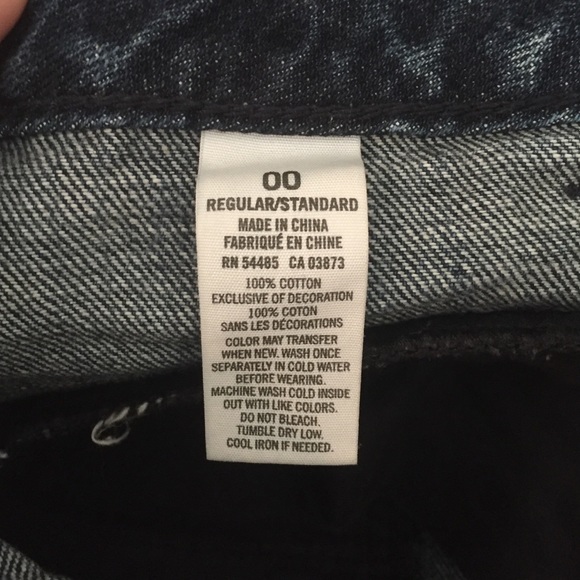 00
REGULAR/STANDARD
MADE IN CHINA
FABRIQUÉ EN CHINE
RN 54485 CA 03873
100% COTTON
EXCLUSIVE OF DECORATION
100% COTON
SANS LES DÉCORATIONS
COLOR MAY TRANSFER
WHEN NEW. WASH ONCE
SEPARATELY IN COLD WATER
BEFORE WEARING.
MACHINE WASH COLD INSIDE
OUT WITH LIKE COLORS.
DO NOT BLEACH.
TUMBLE DRY LOW.
COOL IRON IF NEEDED.